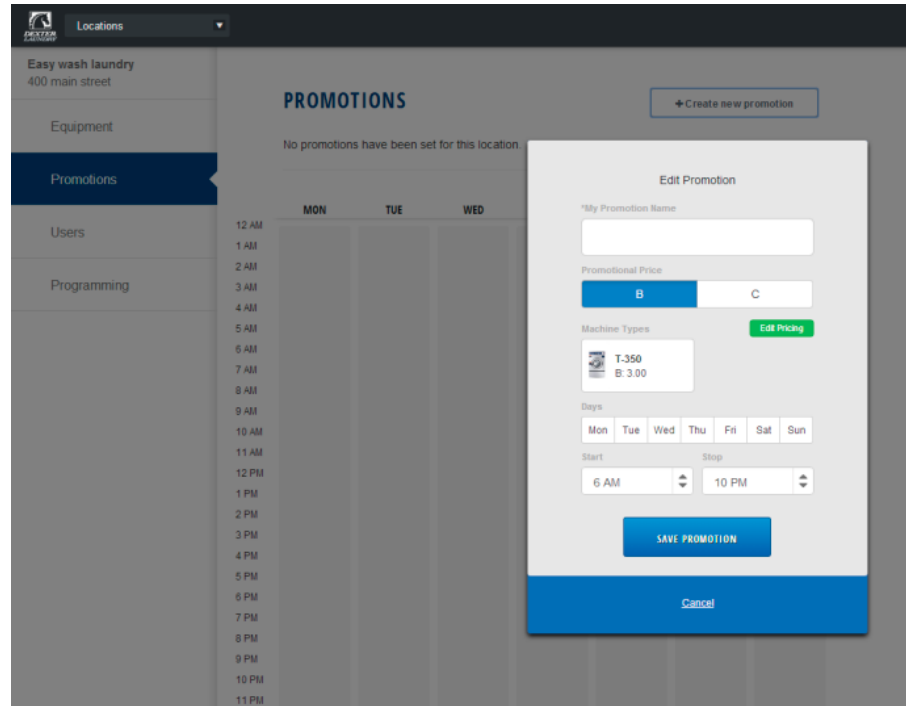 DEXTER
LAUNDRY
Locations
Easy wash laundry
400 main street
Equipment
Promotions
Users
Programming
PROMOTIONS
+Create new promotion
No promotions have been set for this location.
MON TUE WED
12 AM
1 AM
2 AM
3 AM
4 AM
5 AM
6 AM
7 AM
8 AM
9 AM
10 AM
11 AM
12 PM
1 PM
2 PM
3 PM
4 PM
5 PM
6 PM
7 PM
8 PM
9 PM
10 PM
11 PM
Edit Promotion
*My Promotion Name
Promotional Price
B C
Machine Types Edit Pricing
T-350
B: 3.00
Days
Mon Tue Wed Thu Fri Sat Sun
Start Stop
6 AM 10 PM
SAVE PROMOTION
Cancel